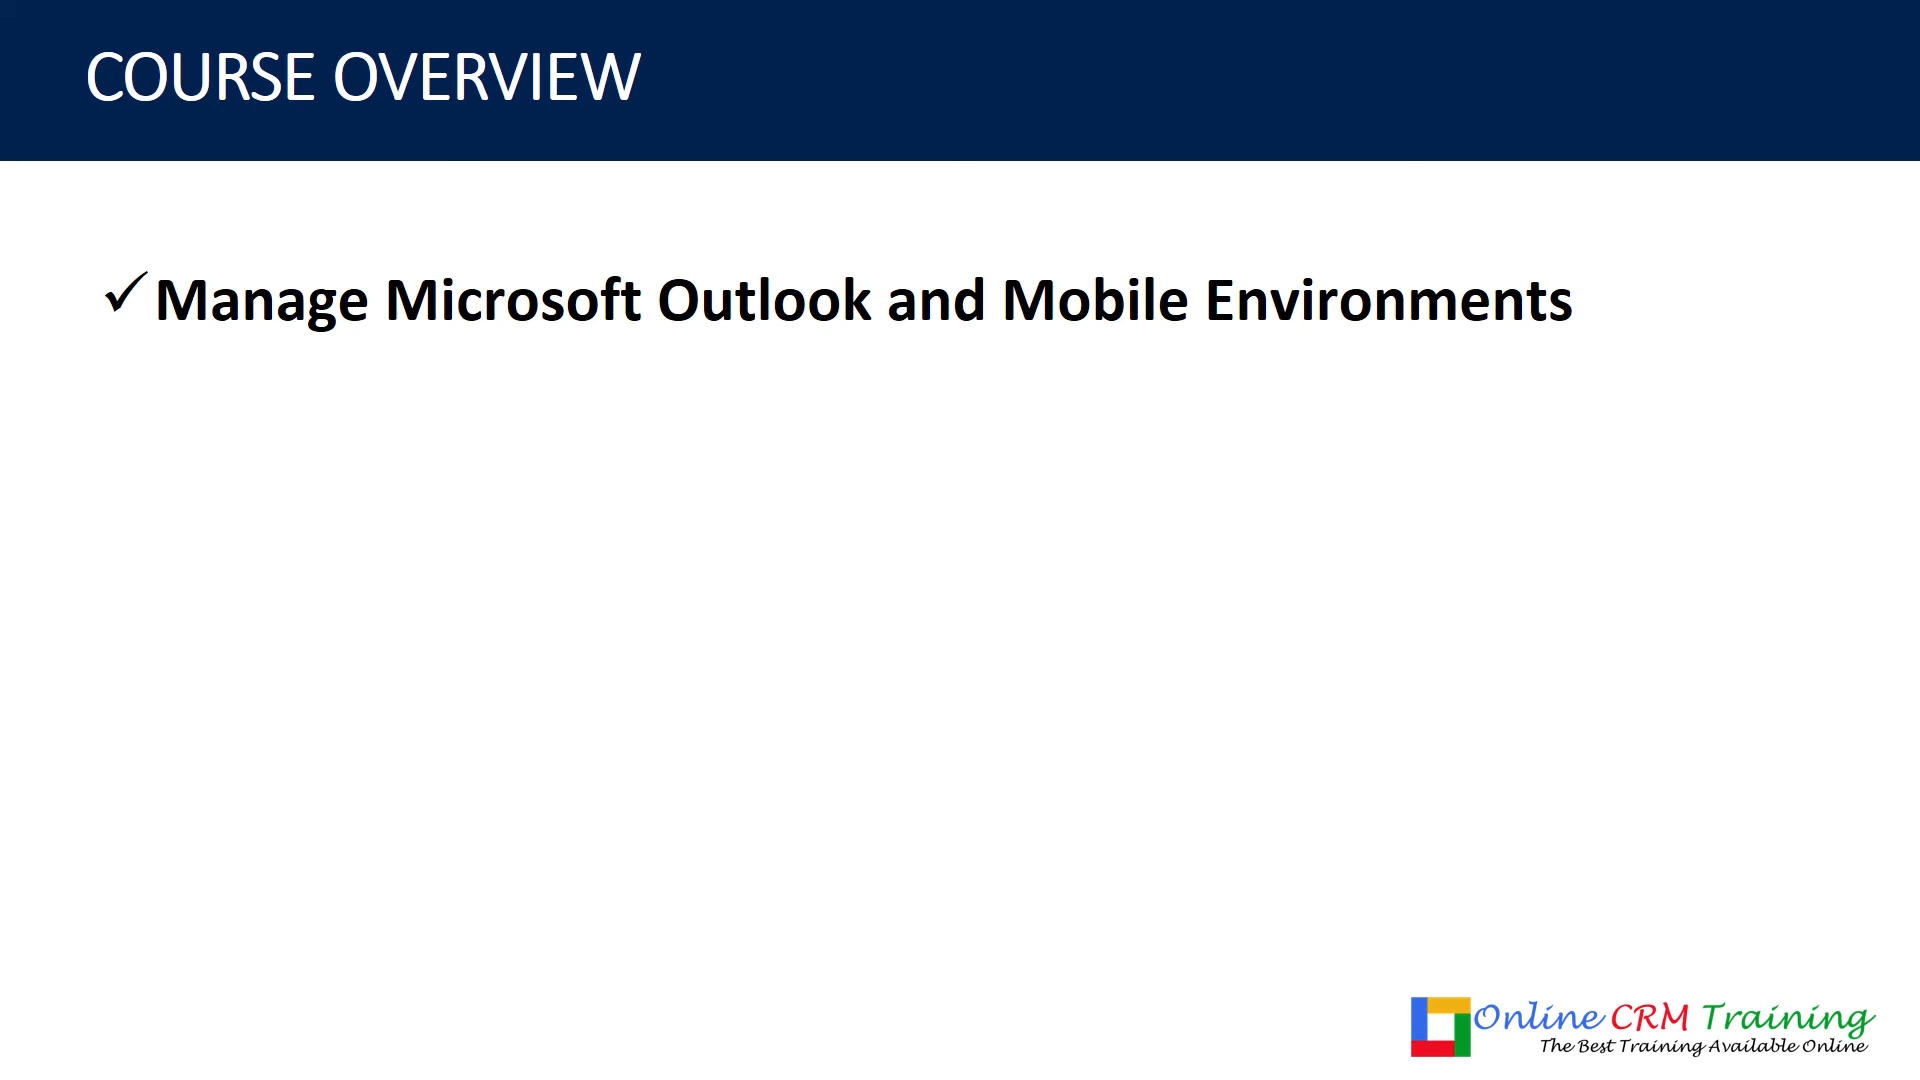 COURSE OVERVIEW
✓ Manage Microsoft Outlook and Mobile Environments
Online CRM Training
The Best Training Available Online